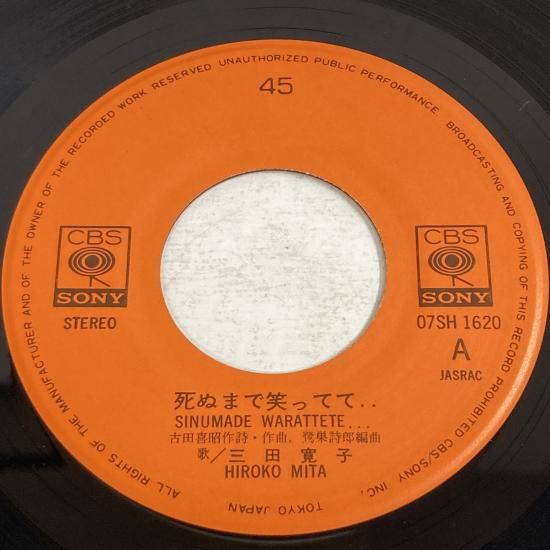 ALL RIGHTS OF THE MANUFACTURER AND OF THE OWNER OF THE RECORDED WORK RESERVED UNAUTHORIZED PUBLIC PERFORMANCE. BROADCASTING AND COPYING OF THIS RECORD PROHIBITED CBS/SONY INC.
45
CBS
SONY
STEREO
CBS
SONY
07SH 1620
A
JASRAC
死ぬまで笑ってて‥
SINUMADE WARATTETE...
古田喜昭作詩・作曲, 鷺巣詩郎編曲
歌/三田寛子
HIROKO MITA
TOKYO JAPAN